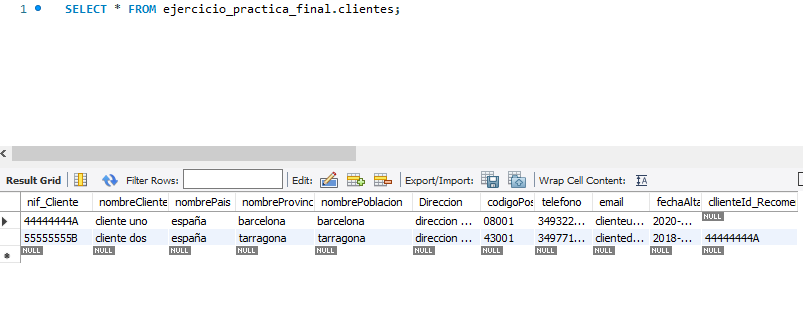 1 SELECT * FROM ejercicio_practica_final.clientes;
Result Grid Filter Rows: Edit: Export/Import: Wrap Cell Content:
nif_Cliente nombreCliente nombrePais nombreProvinc nombrePoblacion Direccion codigoPos telefono email fechaAlta clienteId_Recome
44444444A cliente uno españa barcelona barcelona direccion ... 08001 349322... clienteu... 2020-... NULL
55555555B cliente dos españa tarragona tarragona direccion ... 43001 349771... cliented... 2018-... 44444444A
NULL NULL NULL NULL NULL NULL NULL NULL NULL NULL NULL